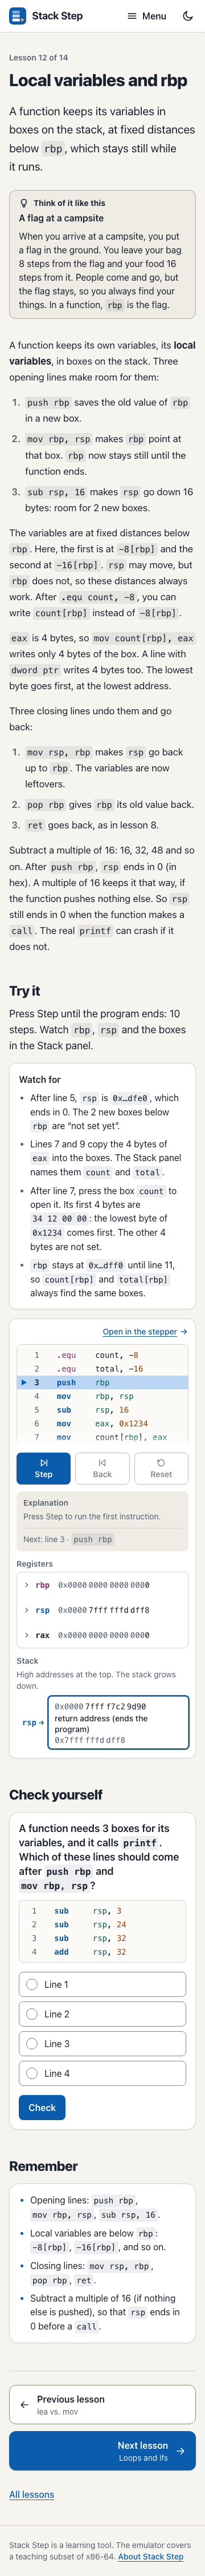 Stack Step
Menu
Lesson 12 of 14
Local variables and rbp
A function keeps its variables in
boxes on the stack, at fixed distances
below rbp, which stays still while
it runs.
Think of it like this
A flag at a campsite
When you arrive at a campsite, you put
a flag in the ground. You leave your bag
8 steps from the flag and your food 16
steps from it. People come and go, but
the flag stays, so you always find your
things. In a function, rbp is the flag.
A function keeps its own variables, its local
variables, in boxes on the stack. Three
opening lines make room for them:
1. push rbp saves the old value of rbp
in a new box.
2. mov rbp, rsp makes rbp point at
that box. rbp now stays still until the
function ends.
3. sub rsp, 16 makes rsp go down 16
bytes: room for 2 new boxes.
The variables are at fixed distances below
rbp. Here, the first is at -8[rbp] and the
second at -16[rbp]. rsp may move, but
rbp does not, so these distances always
work. After .equ count, -8, you can
write count[rbp] instead of -8[rbp].
eax is 4 bytes, so mov count[rbp], eax
writes only 4 bytes of the box. A line with
dword ptr writes 4 bytes too. The lowest
byte goes first, at the lowest address.
Three closing lines undo them and go
back:
1. mov rsp, rbp makes rsp go back
up to rbp. The variables are now
leftovers.
2. pop rbp gives rbp its old value back.
3. ret goes back, as in lesson 8.
Subtract a multiple of 16: 16, 32, 48 and so
on. After push rbp, rsp ends in 0 (in
hex). A multiple of 16 keeps it that way, if
the function pushes nothing else. So rsp
still ends in 0 when the function makes a
call. The real printf can crash if it
does not.
Try it
Press Step until the program ends: 10
steps. Watch rbp, rsp and the boxes
in the Stack panel.
Watch for
• After line 5, rsp is 0x…dfe0, which
ends in 0. The 2 new boxes below
rbp are “not set yet”.
• Lines 7 and 9 copy the 4 bytes of
eax into the boxes. The Stack panel
names them count and total.
• After line 7, press the box count to
open it. Its first 4 bytes are
34 12 00 00: the lowest byte of
0x1234 comes first. The other 4
bytes are not set.
• rbp stays at 0x…dff0 until line 11,
so count[rbp] and total[rbp]
always find the same boxes.
Open in the stepper →
1 .equ count, -8
2 .equ total, -16
3 push rbp
4 mov rbp, rsp
5 sub rsp, 16
6 mov eax, 0x1234
7 mov count[rbp], eax
Step
Back
Reset
Explanation
Press Step to run the first instruction.
Next: line 3 · push rbp
Registers
rbp 0x0000 0000 0000 0000
rsp 0x0000 7fff fffd dff8
rax 0x0000 0000 0000 0000
Stack
High addresses at the top. The stack grows
down.
0x0000 7fff f7c2 9d90
rsp → return address (ends the
program)
0x7fff fffd dff8
Check yourself
A function needs 3 boxes for its
variables, and it calls printf.
Which of these lines should come
after push rbp and
mov rbp, rsp?
1 sub rsp, 3
2 sub rsp, 24
3 sub rsp, 32
4 add rsp, 32
Line 1
Line 2
Line 3
Line 4
Check
Remember
• Opening lines: push rbp,
mov rbp, rsp, sub rsp, 16.
• Local variables are below rbp:
-8[rbp], -16[rbp], and so on.
• Closing lines: mov rsp, rbp,
pop rbp, ret.
• Subtract a multiple of 16 (if nothing
else is pushed), so that rsp ends in
0 before a call.
← Previous lesson
lea vs. mov
Next lesson →
Loops and ifs
All lessons
Stack Step is a learning tool. The emulator covers
a teaching subset of x86-64. About Stack Step